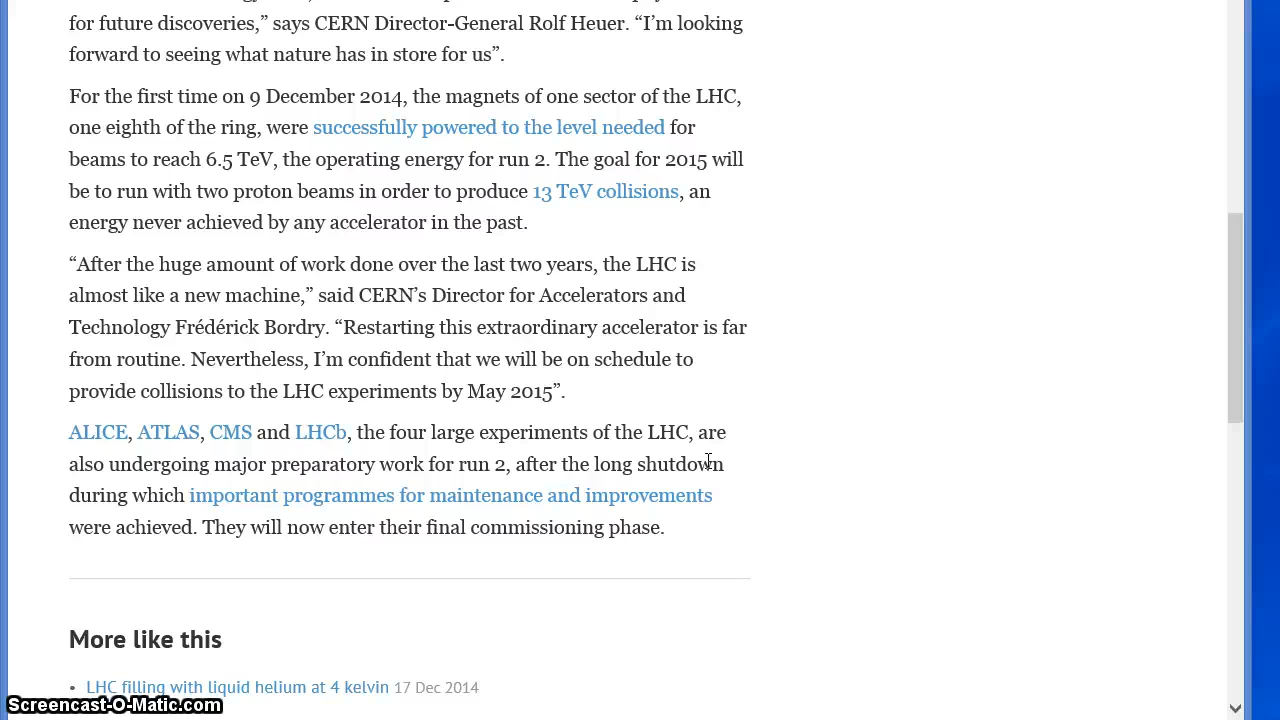 for future discoveries,” says CERN Director-General Rolf Heuer. “I’m looking
forward to seeing what nature has in store for us”.
For the first time on 9 December 2014, the magnets of one sector of the LHC,
one eighth of the ring, were successfully powered to the level needed for
beams to reach 6.5 TeV, the operating energy for run 2. The goal for 2015 will
be to run with two proton beams in order to produce 13 TeV collisions, an
energy never achieved by any accelerator in the past.
“After the huge amount of work done over the last two years, the LHC is
almost like a new machine,” said CERN’s Director for Accelerators and
Technology Frédérick Bordry. “Restarting this extraordinary accelerator is far
from routine. Nevertheless, I’m confident that we will be on schedule to
provide collisions to the LHC experiments by May 2015”.
ALICE, ATLAS, CMS and LHCb, the four large experiments of the LHC, are
also undergoing major preparatory work for run 2, after the long shutdown
during which important programmes for maintenance and improvements
were achieved. They will now enter their final commissioning phase.
More like this
• LHC filling with liquid helium at 4 kelvin 17 Dec 2014
Screencast-O-Matic.com